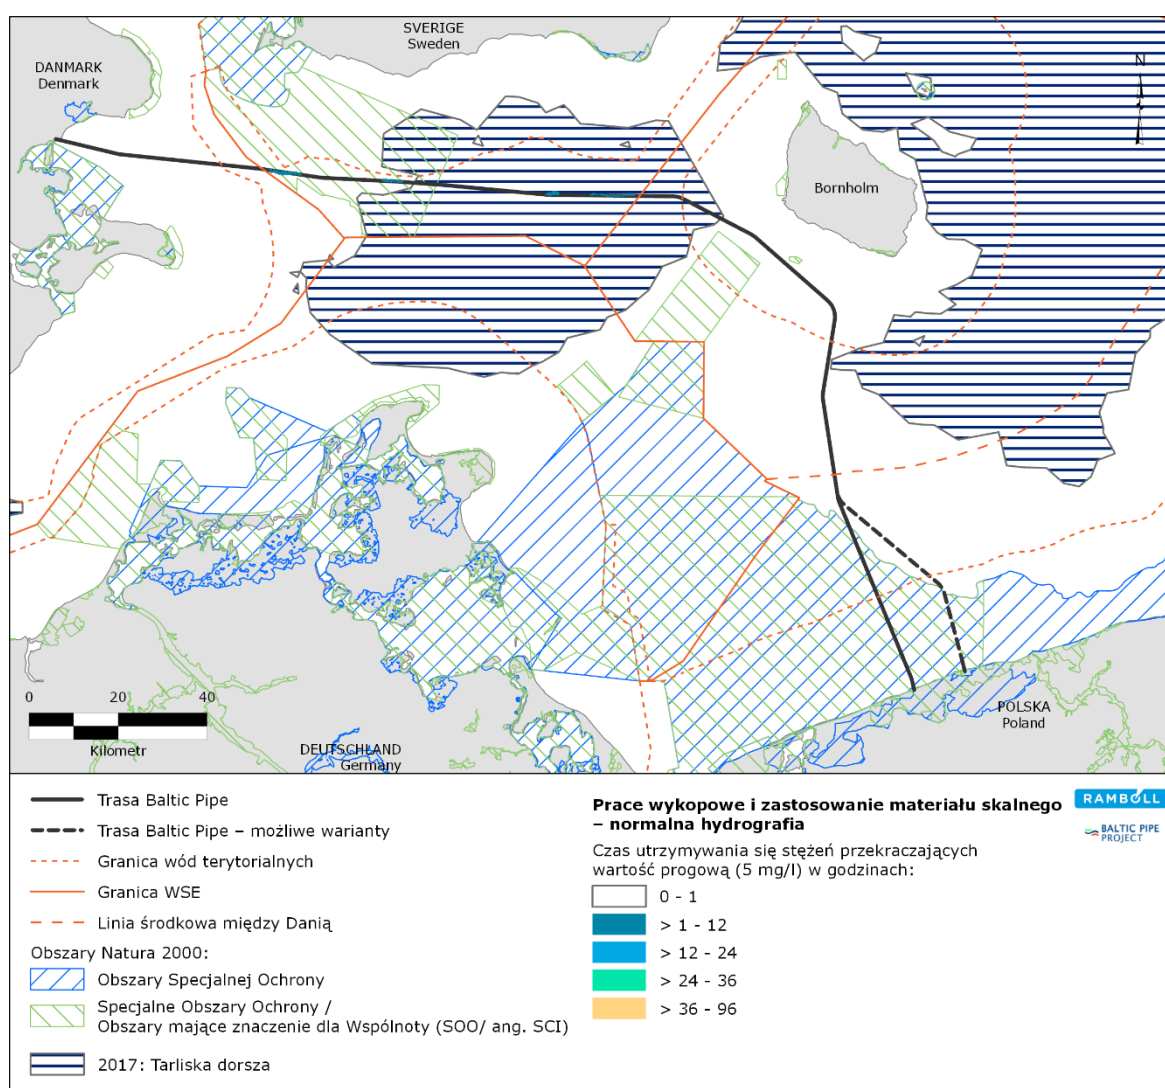 SVERIGE
Sweden
DANMARK
Denmark
N
Bornholm
0 20 40
Kilometr
DEUTSCHLAND
Germany
POLSKA
Poland
Trasa Baltic Pipe
Trasa Baltic Pipe – możliwe warianty
Granica wód terytorialnych
Granica WSE
Linia środkowa między Danią
Obszary Natura 2000:
Obszary Specjalnej Ochrony
Specjalne Obszary Ochrony /
Obszary mające znaczenie dla Wspólnoty (SOO/ ang. SCI)
2017: Tarliska dorsza
Prace wykopowe i zastosowanie materiału skalnego
– normalna hydrografia
Czas utrzymywania się stężeń przekraczających
wartość progową (5 mg/l) w godzinach:
0 - 1
> 1 - 12
> 12 - 24
> 24 - 36
> 36 - 96
RAMBOLL
BALTIC PIPE
PROJECT